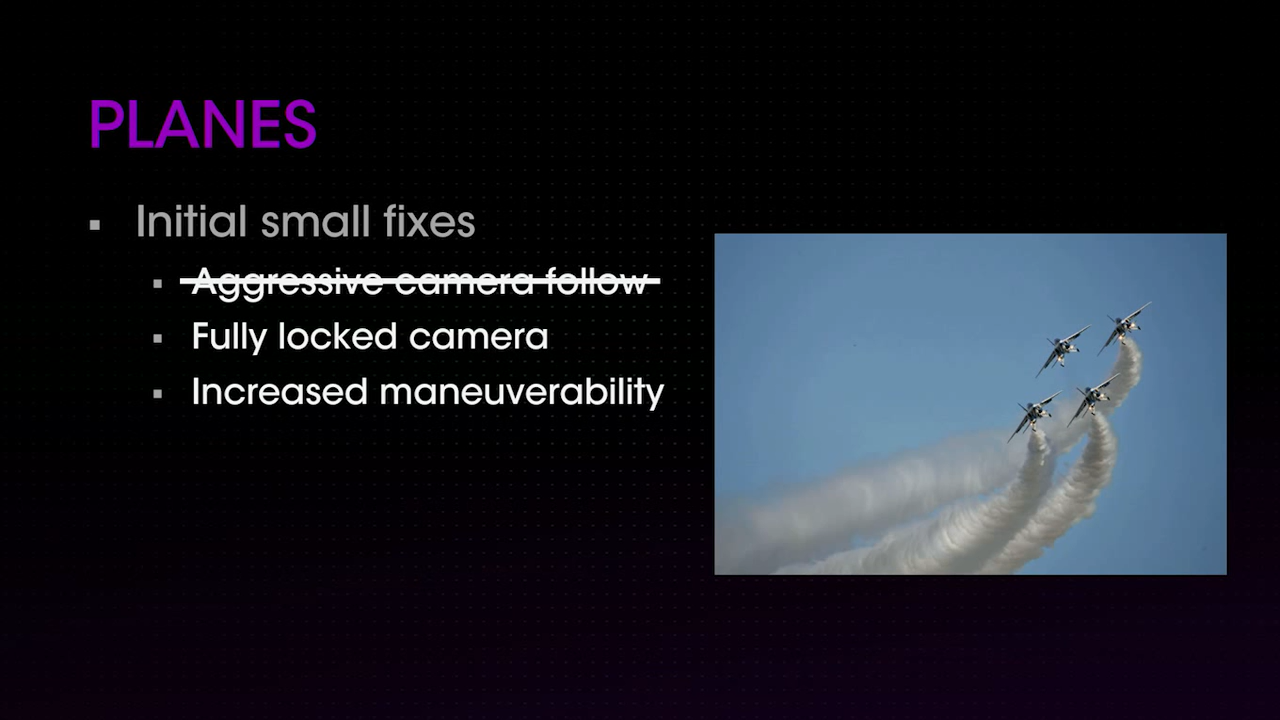 PLANES
Initial small fixes
Aggressive camera follow
Fully locked camera
Increased maneuverability